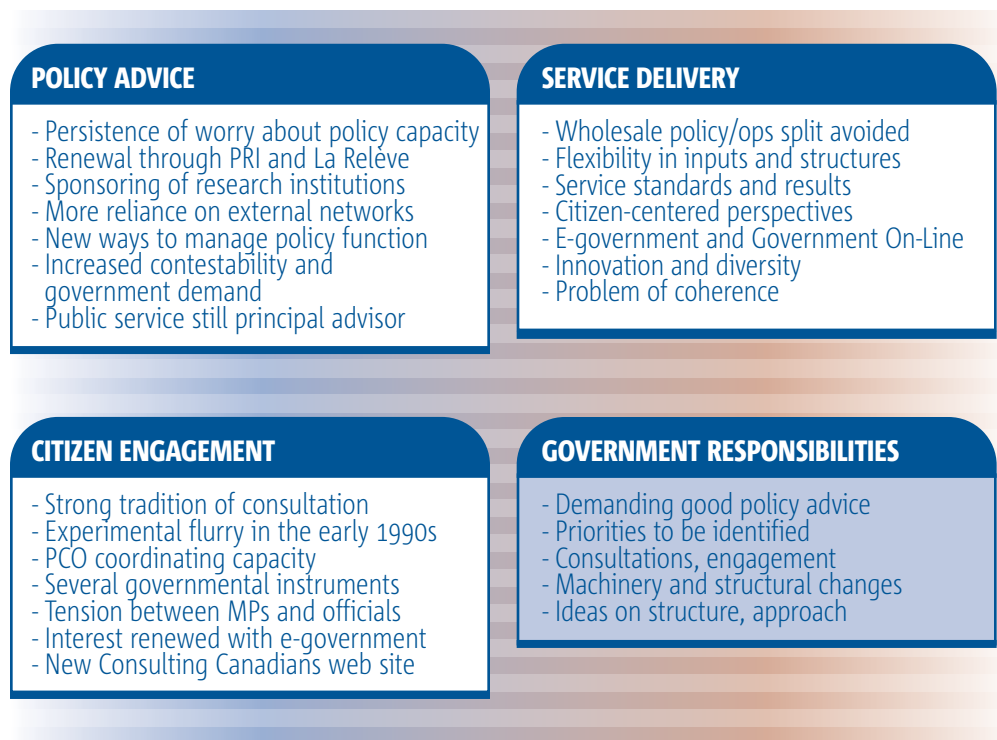 POLICY ADVICE
- Persistence of worry about policy capacity
- Renewal through PRI and La Relève
- Sponsoring of research institutions
- More reliance on external networks
- New ways to manage policy function
- Increased contestability and
government demand
- Public service still principal advisor
SERVICE DELIVERY
- Wholesale policy/ops split avoided
- Flexibility in inputs and structures
- Service standards and results
- Citizen-centered perspectives
- E-government and Government On-Line
- Innovation and diversity
- Problem of coherence
CITIZEN ENGAGEMENT
- Strong tradition of consultation
- Experimental flurry in the early 1990s
- PCO coordinating capacity
- Several governmental instruments
- Tension between MPs and officials
- Interest renewed with e-government
- New Consulting Canadians web site
GOVERNMENT RESPONSIBILITIES
- Demanding good policy advice
- Priorities to be identified
- Consultations, engagement
- Machinery and structural changes
- Ideas on structure, approach